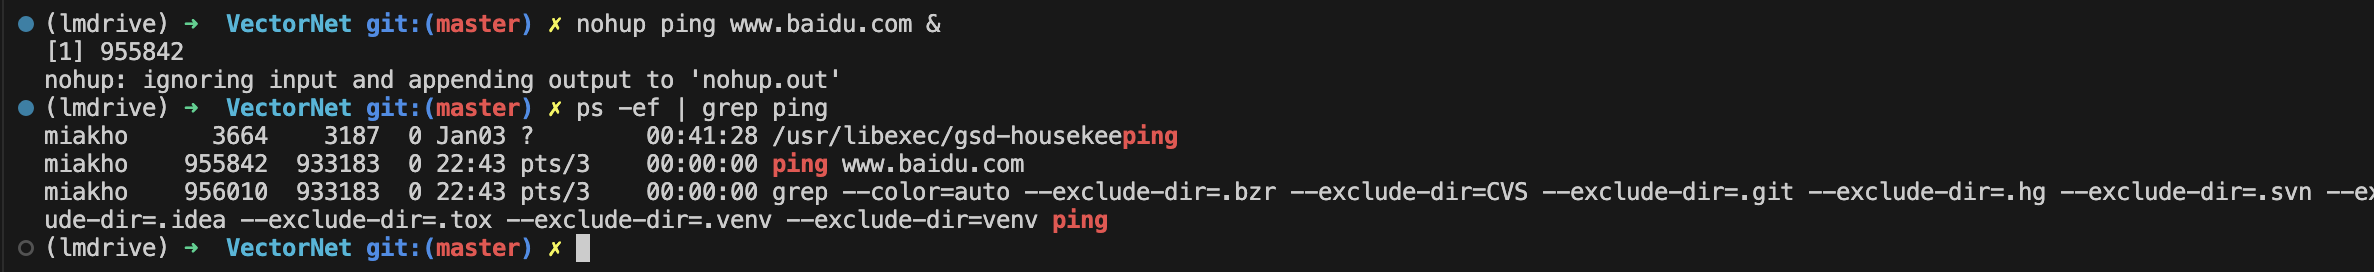 (lmdrive) ➜  VectorNet git:(master) ✗ nohup ping www.baidu.com &
[1] 955842
nohup: ignoring input and appending output to 'nohup.out'
(lmdrive) ➜  VectorNet git:(master) ✗ ps -ef | grep ping
miakho      3664    3187  0 Jan03 ?        00:41:28 /usr/libexec/gsd-housekeeping
miakho    955842  933183  0 22:43 pts/3    00:00:00 ping www.baidu.com
miakho    956010  933183  0 22:43 pts/3    00:00:00 grep --color=auto --exclude-dir=.bzr --exclude-dir=CVS --exclude-dir=.git --exclude-dir=.hg --exclude-dir=.svn --ex
ude-dir=.idea --exclude-dir=.tox --exclude-dir=.venv --exclude-dir=venv ping
(lmdrive) ➜  VectorNet git:(master) ✗